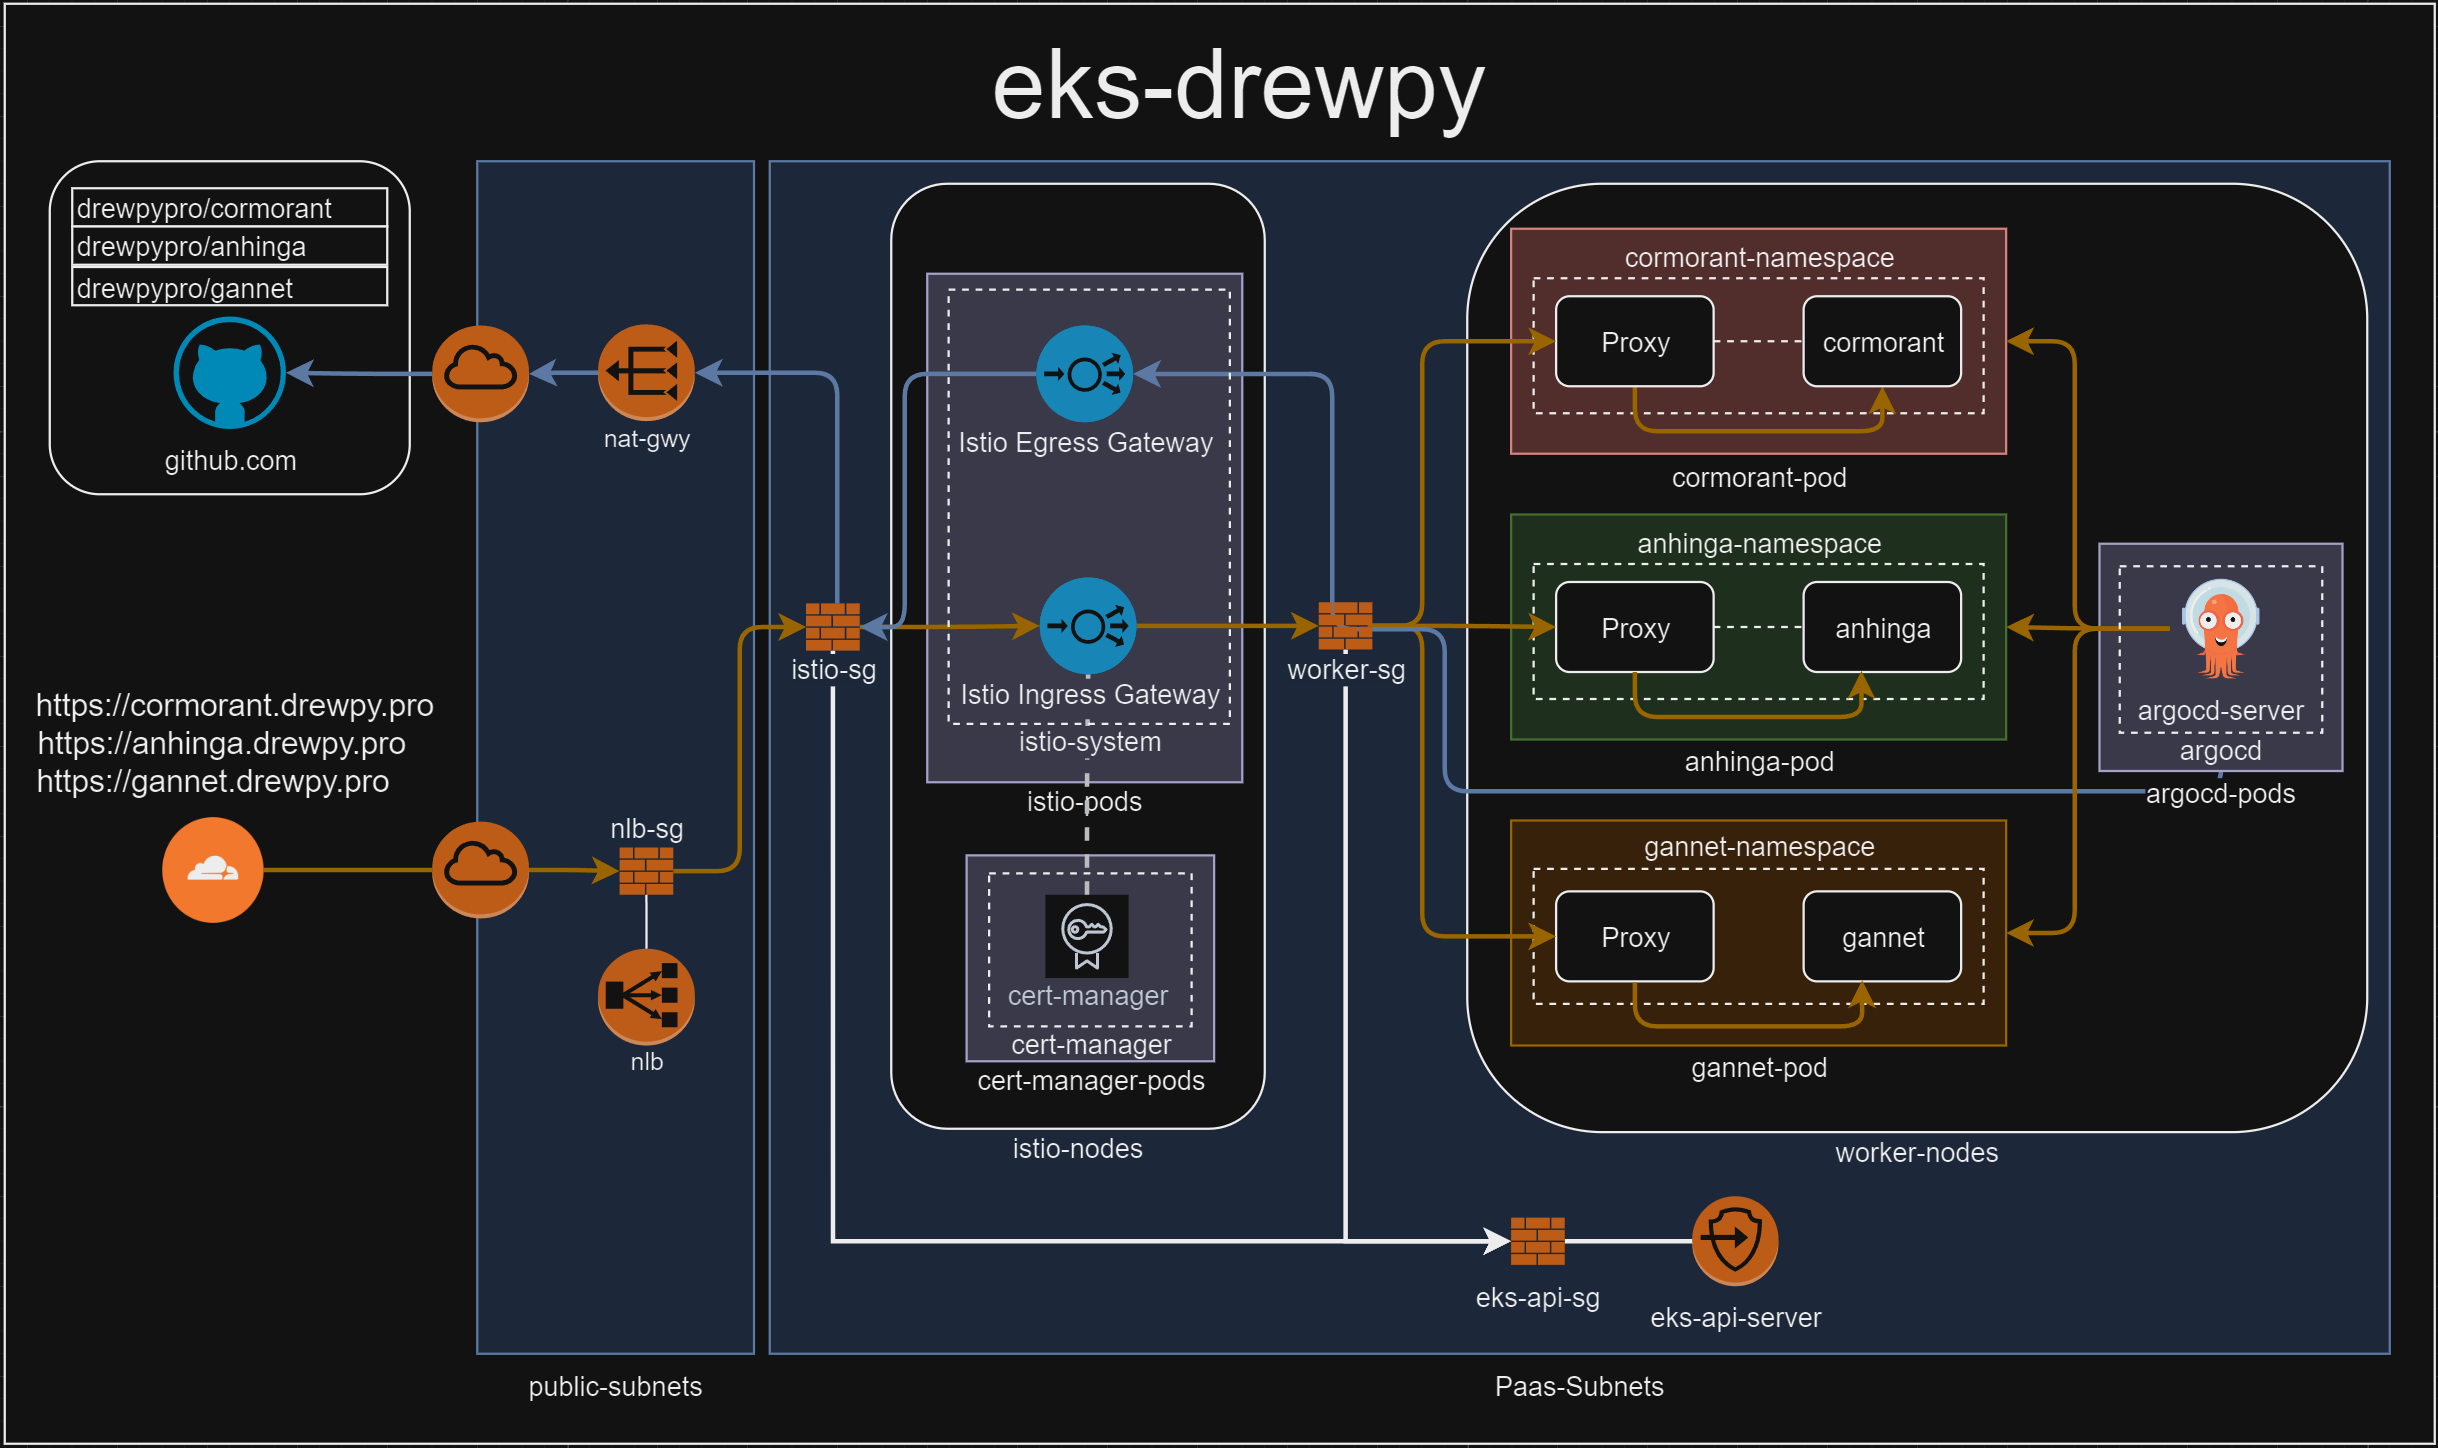 eks-drewpy
drewpypro/cormorant
drewpypro/anhinga
drewpypro/gannet
github.com
nat-gwy
https://cormorant.drewpy.pro
https://anhinga.drewpy.pro
https://gannet.drewpy.pro
nlb-sg
nlb
public-subnets
istio-sg
Istio Egress Gateway
Istio Ingress Gateway
istio-system
istio-pods
cert-manager
cert-manager
cert-manager-pods
istio-nodes
worker-sg
cormorant-namespace
Proxy
cormorant
cormorant-pod
anhinga-namespace
Proxy
anhinga
anhinga-pod
gannet-namespace
Proxy
gannet
gannet-pod
argocd-server
argocd
argocd-pods
worker-nodes
eks-api-sg
eks-api-server
Paas-Subnets